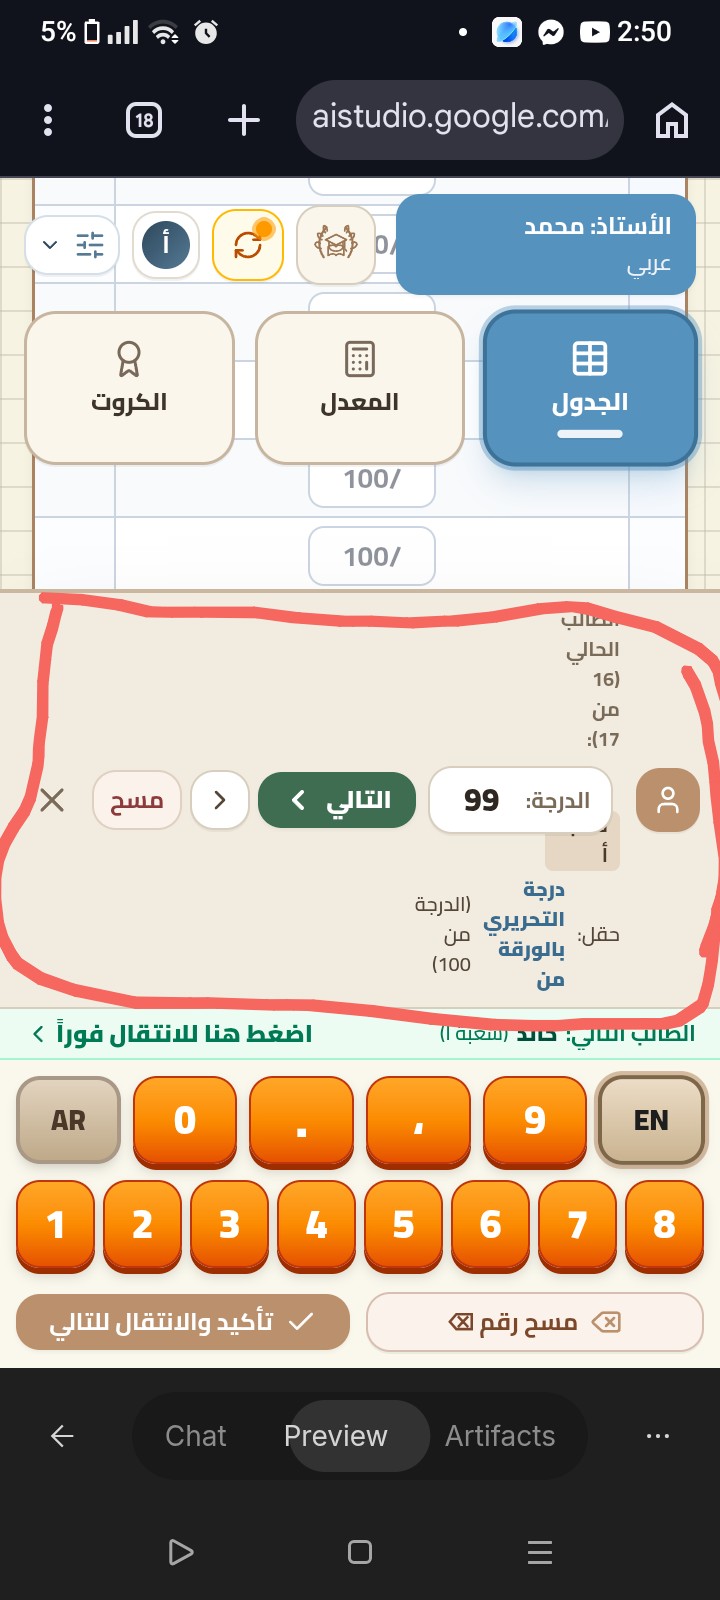 5%
2:50
18
aistudio.google.com/
الأستاذ: محمد
عربي
أ
الجدول
المعدل
الكروت
100/
100/
الطالب
الحالي
(16
من
17):
الدرجة: 99
التالي
مسح
أ
حقل:
درجة
التحريري
بالورقة
من
(الدرجة
من
100)
الطالب التالي: خالد (شعبة أ)
اضغط هنا للانتقال فوراً
AR 0 . , 9 EN
1 2 3 4 5 6 7 8
مسح رقم
تأكيد والانتقال للتالي
Chat Preview Artifacts